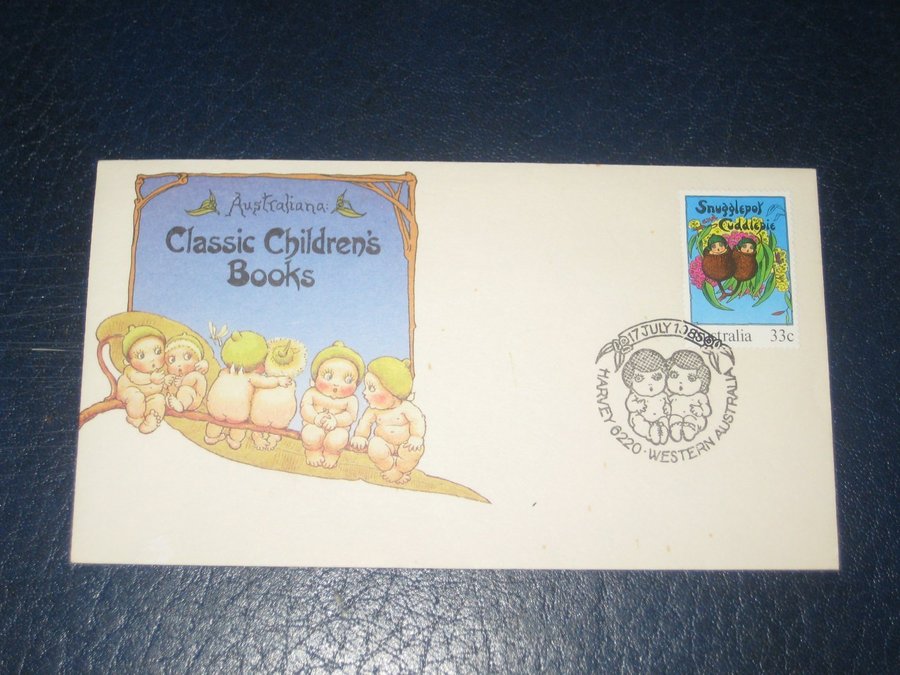 Australiana:
Classic Children's
Books
Snugglepot
Cuddlepie
Australia 33c
17 JULY 1985
HARVEY 6220 · WESTERN AUSTRALIA